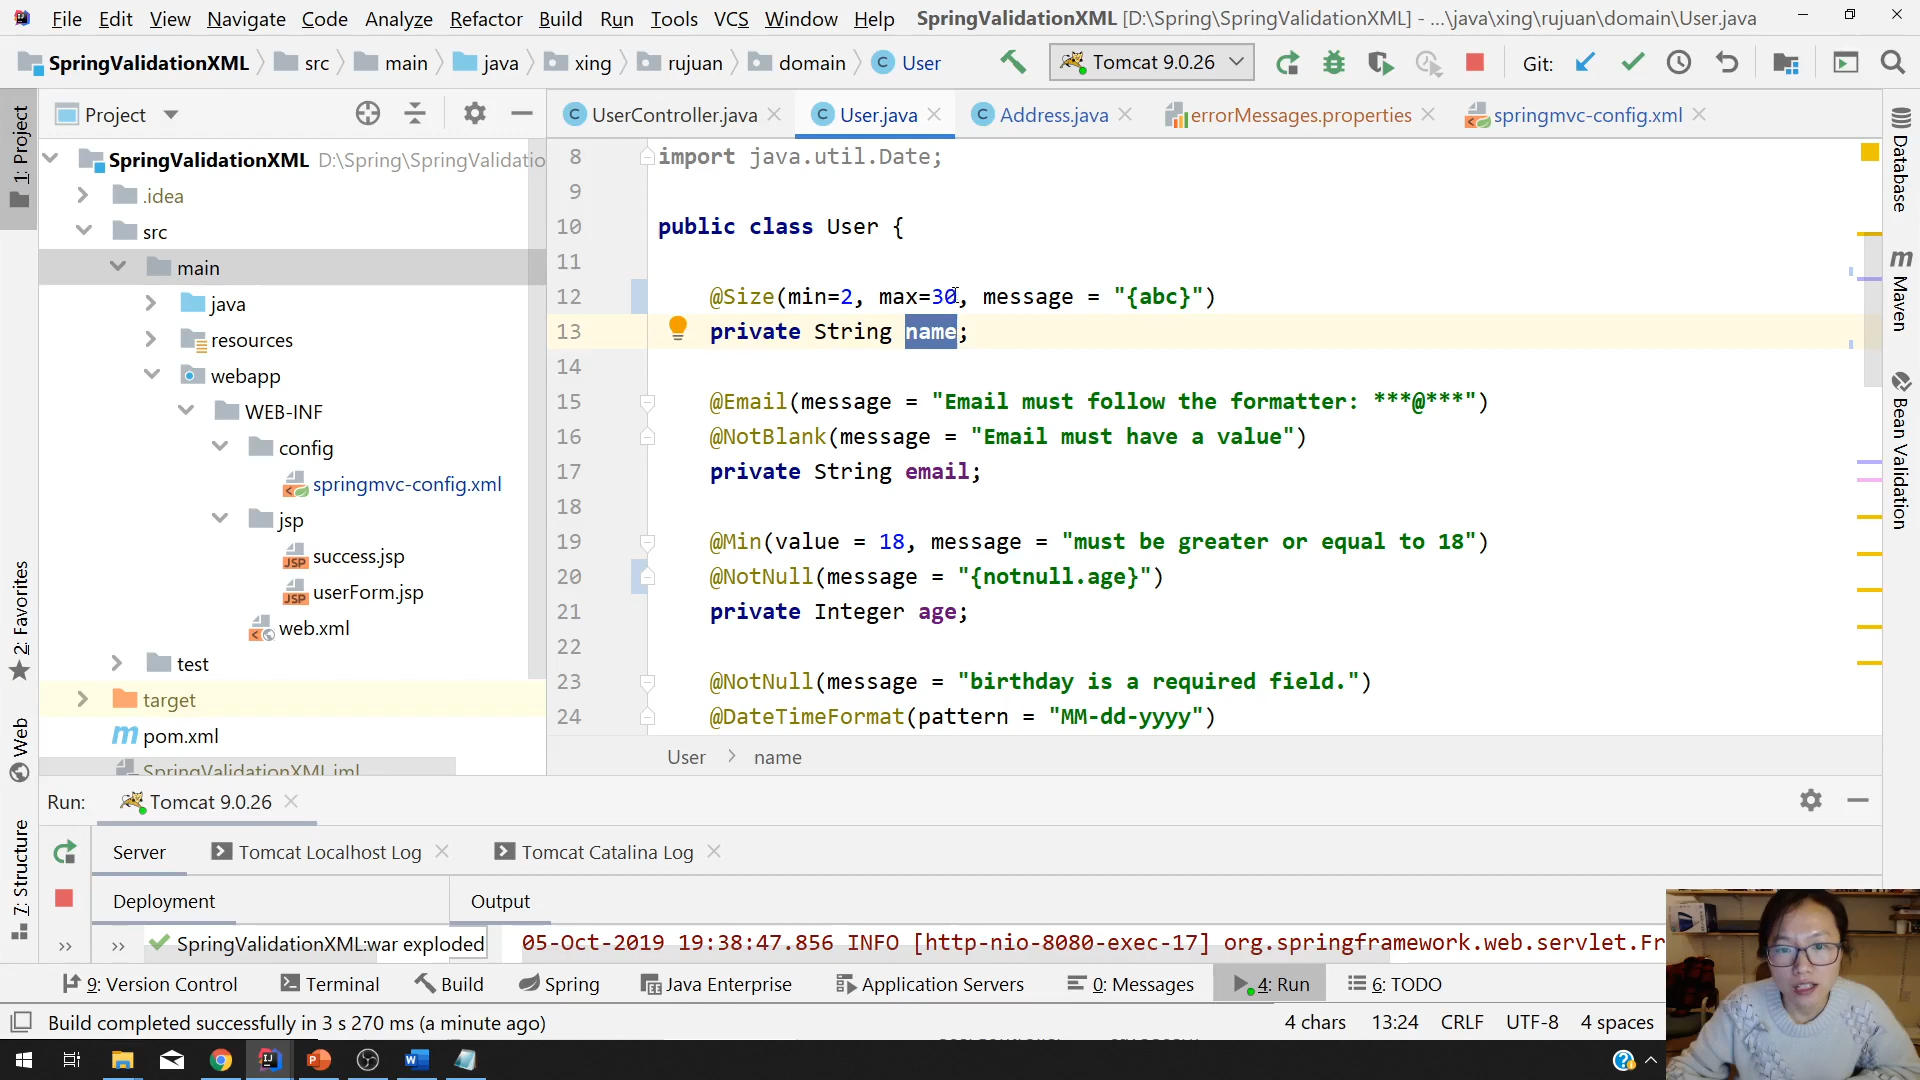 File Edit View Navigate Code Analyze Refactor Build Run Tools VCS Window Help SpringValidationXML [D:\Spring\SpringValidationXML] - ...\java\xing\rujuan\domain\User.java
SpringValidationXML src main java xing rujuan domain User Tomcat 9.0.26 Git:
Project
UserController.java User.java Address.java errorMessages.properties springmvc-config.xml
1: Project
2: Favorites
Web
7: Structure
SpringValidationXML D:\Spring\SpringValidatio
.idea
src
main
java
resources
webapp
WEB-INF
config
springmvc-config.xml
jsp
success.jsp
userForm.jsp
web.xml
test
target
pom.xml
SpringValidationXML.iml
8 import java.util.Date;
9
10 public class User {
11
12 @Size(min=2, max=30, message = "{abc}")
13 private String name;
14
15 @Email(message = "Email must follow the formatter: ***@***")
16 @NotBlank(message = "Email must have a value")
17 private String email;
18
19 @Min(value = 18, message = "must be greater or equal to 18")
20 @NotNull(message = "{notnull.age}")
21 private Integer age;
22
23 @NotNull(message = "birthday is a required field.")
24 @DateTimeFormat(pattern = "MM-dd-yyyy")
User name
Database
Maven
Bean Validation
Run: Tomcat 9.0.26
Server Tomcat Localhost Log Tomcat Catalina Log
Deployment Output
SpringValidationXML:war exploded 05-Oct-2019 19:38:47.856 INFO [http-nio-8080-exec-17] org.springframework.web.servlet.Fr
9: Version Control Terminal Build Spring Java Enterprise Application Servers 0: Messages 4: Run 6: TODO
Build completed successfully in 3 s 270 ms (a minute ago) 4 chars 13:24 CRLF UTF-8 4 spaces